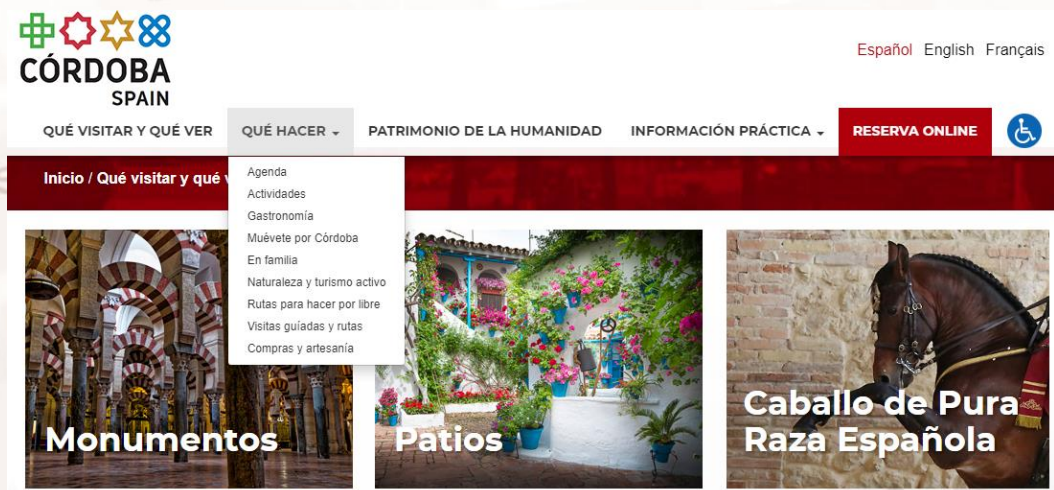 CÓRDOBA
SPAIN
Español English Français
QUÉ VISITAR Y QUÉ VER QUÉ HACER PATRIMONIO DE LA HUMANIDAD INFORMACIÓN PRÁCTICA RESERVA ONLINE
Inicio / Qué visitar y qué
Agenda
Actividades
Gastronomía
Muévete por Córdoba
En familia
Naturaleza y turismo activo
Rutas para hacer por libre
Visitas guíadas y rutas
Compras y artesanía
Monumentos
Patios
Caballo de Pura
Raza Española